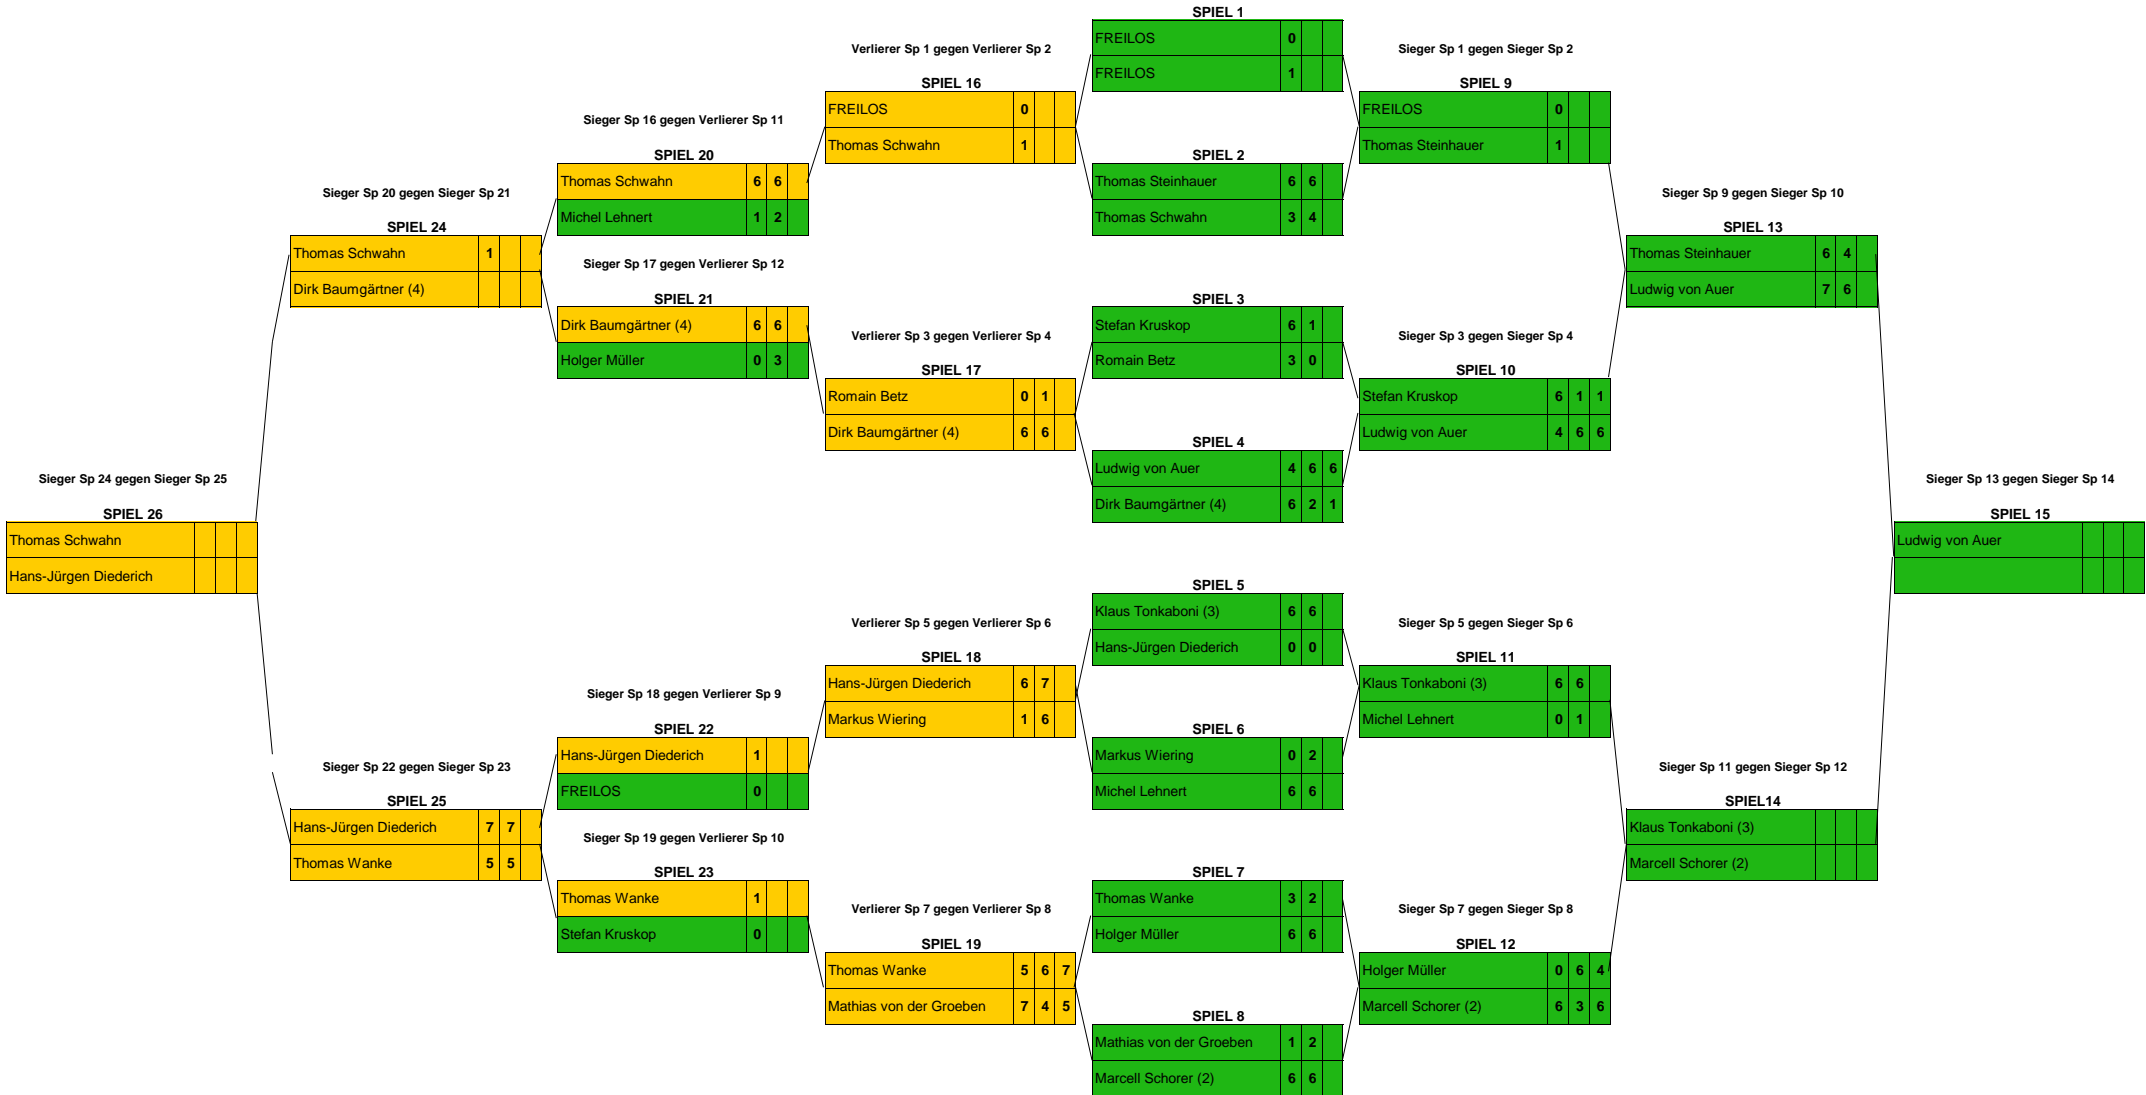 SPIEL 1
FREILOS 0
Verlierer Sp 1 gegen Verlierer Sp 2
Sieger Sp 1 gegen Sieger Sp 2
FREILOS 1
SPIEL 16
SPIEL 9
FREILOS 0
FREILOS 0
Sieger Sp 16 gegen Verlierer Sp 11
Thomas Schwahn 1
Thomas Steinhauer 1
SPIEL 20
SPIEL 2
Thomas Schwahn 6 6
Thomas Steinhauer 6 6
Sieger Sp 20 gegen Sieger Sp 21
Sieger Sp 9 gegen Sieger Sp 10
Michel Lehnert 1 2
Thomas Schwahn 3 4
SPIEL 24
SPIEL 13
Thomas Schwahn 1
Thomas Steinhauer 6 4
Sieger Sp 17 gegen Verlierer Sp 12
Dirk Baumgärtner (4)
Ludwig von Auer 7 6
SPIEL 21
SPIEL 3
Dirk Baumgärtner (4) 6 6
Stefan Kruskop 6 1
Verlierer Sp 3 gegen Verlierer Sp 4
Sieger Sp 3 gegen Sieger Sp 4
Holger Müller 0 3
Romain Betz 3 0
SPIEL 17
SPIEL 10
Romain Betz 0 1
Stefan Kruskop 6 1 1
Dirk Baumgärtner (4) 6 6
Ludwig von Auer 4 6 6
SPIEL 4
Ludwig von Auer 4 6 6
Sieger Sp 24 gegen Sieger Sp 25
Sieger Sp 13 gegen Sieger Sp 14
Dirk Baumgärtner (4) 6 2 1
SPIEL 26
SPIEL 15
Thomas Schwahn
Ludwig von Auer
Hans-Jürgen Diederich
SPIEL 5
Klaus Tonkaboni (3) 6 6
Verlierer Sp 5 gegen Verlierer Sp 6
Sieger Sp 5 gegen Sieger Sp 6
Hans-Jürgen Diederich 0 0
SPIEL 18
SPIEL 11
Hans-Jürgen Diederich 6 7
Klaus Tonkaboni (3) 6 6
Sieger Sp 18 gegen Verlierer Sp 9
Markus Wiering 1 6
Michel Lehnert 0 1
SPIEL 22
SPIEL 6
Hans-Jürgen Diederich 1
Markus Wiering 0 2
Sieger Sp 22 gegen Sieger Sp 23
Sieger Sp 11 gegen Sieger Sp 12
FREILOS 0
Michel Lehnert 6 6
SPIEL 25
SPIEL14
Hans-Jürgen Diederich 7 7
Klaus Tonkaboni (3)
Sieger Sp 19 gegen Verlierer Sp 10
Thomas Wanke 5 5
Marcell Schorer (2)
SPIEL 23
SPIEL 7
Thomas Wanke 1
Thomas Wanke 3 2
Verlierer Sp 7 gegen Verlierer Sp 8
Sieger Sp 7 gegen Sieger Sp 8
Stefan Kruskop 0
Holger Müller 6 6
SPIEL 19
SPIEL 12
Thomas Wanke 5 6 7
Holger Müller 0 6 4
Mathias von der Groeben 7 4 5
Marcell Schorer (2) 6 3 6
SPIEL 8
Mathias von der Groeben 1 2
Marcell Schorer (2) 6 6